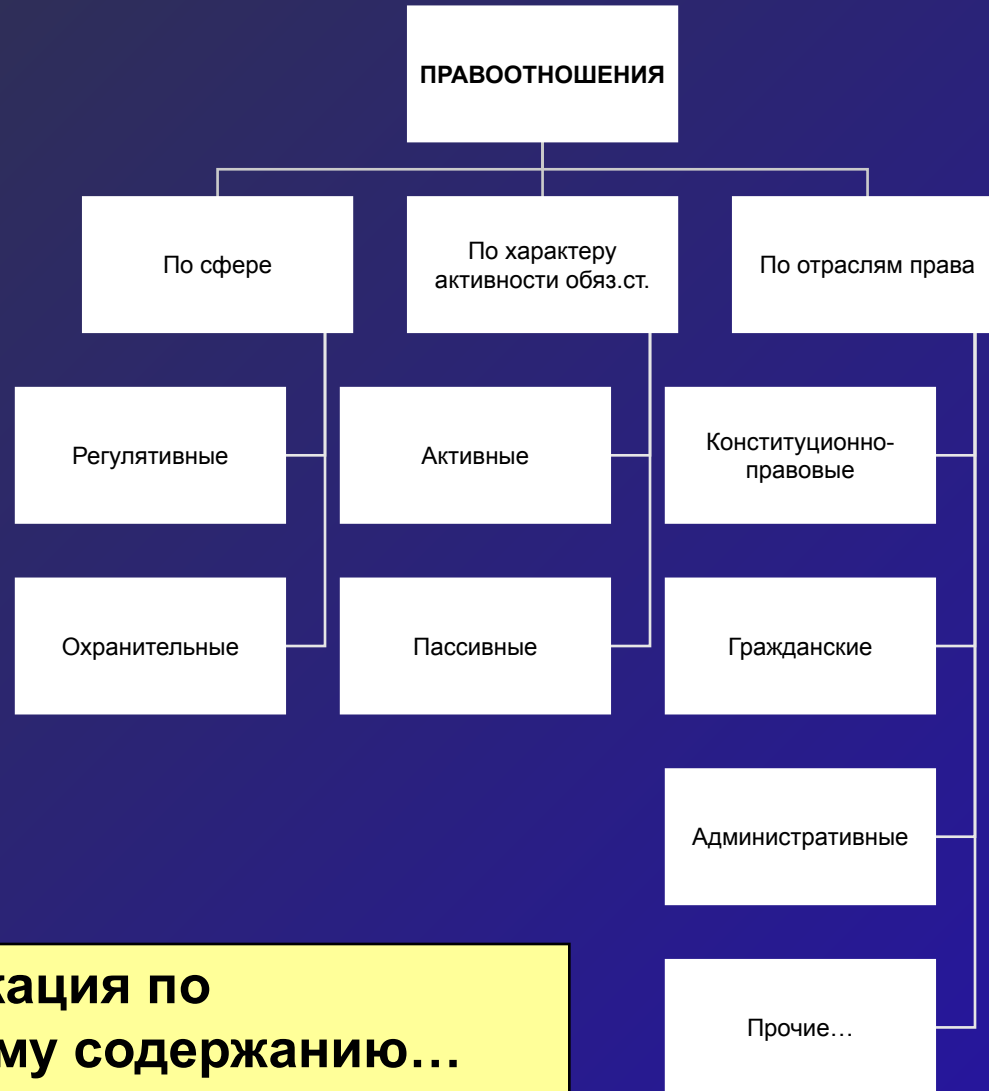 ПРАВООТНОШЕНИЯ
По сфере
По характеру
активности обяз.ст.
По отраслям права
Регулятивные
Активные
Конституционно-
правовые
Охранительные
Пассивные
Гражданские
Административные
Прочие…
кация по
му содержанию…